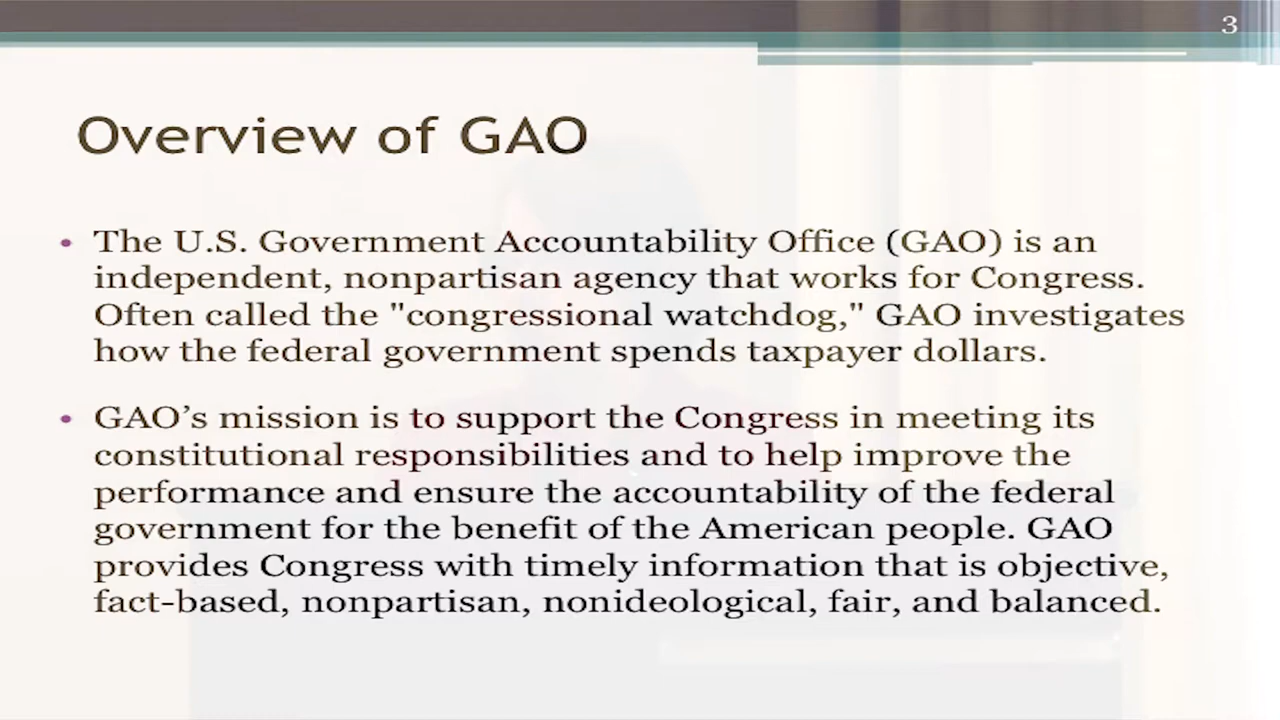 3
Overview of GAO
• The U.S. Government Accountability Office (GAO) is an
independent, nonpartisan agency that works for Congress.
Often called the "congressional watchdog," GAO investigates
how the federal government spends taxpayer dollars.
• GAO’s mission is to support the Congress in meeting its
constitutional responsibilities and to help improve the
performance and ensure the accountability of the federal
government for the benefit of the American people. GAO
provides Congress with timely information that is objective,
fact-based, nonpartisan, nonideological, fair, and balanced.